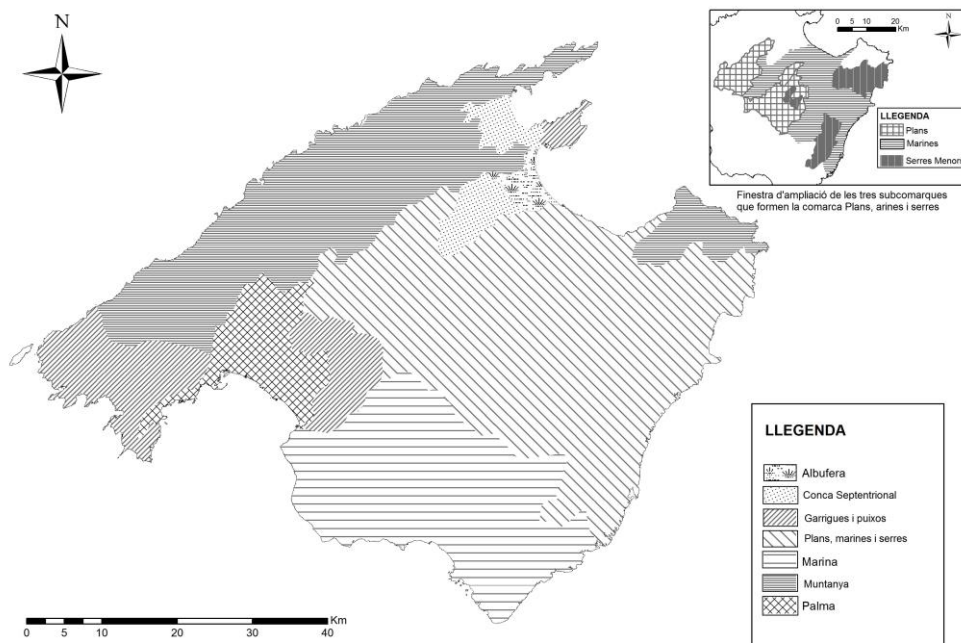 N
0 5 10 20
Km
N
LLEGENDA
Plans
Marines
Serres Menors
Finestra d'ampliació de les tres subcomarques
que formen la comarca Plans, arines i serres
LLEGENDA
Albufera
Conca Septentrional
Garrigues i puixos
Plans, marines i serres
Marina
Muntanya
Palma
Km
0 5 10 20 30 40